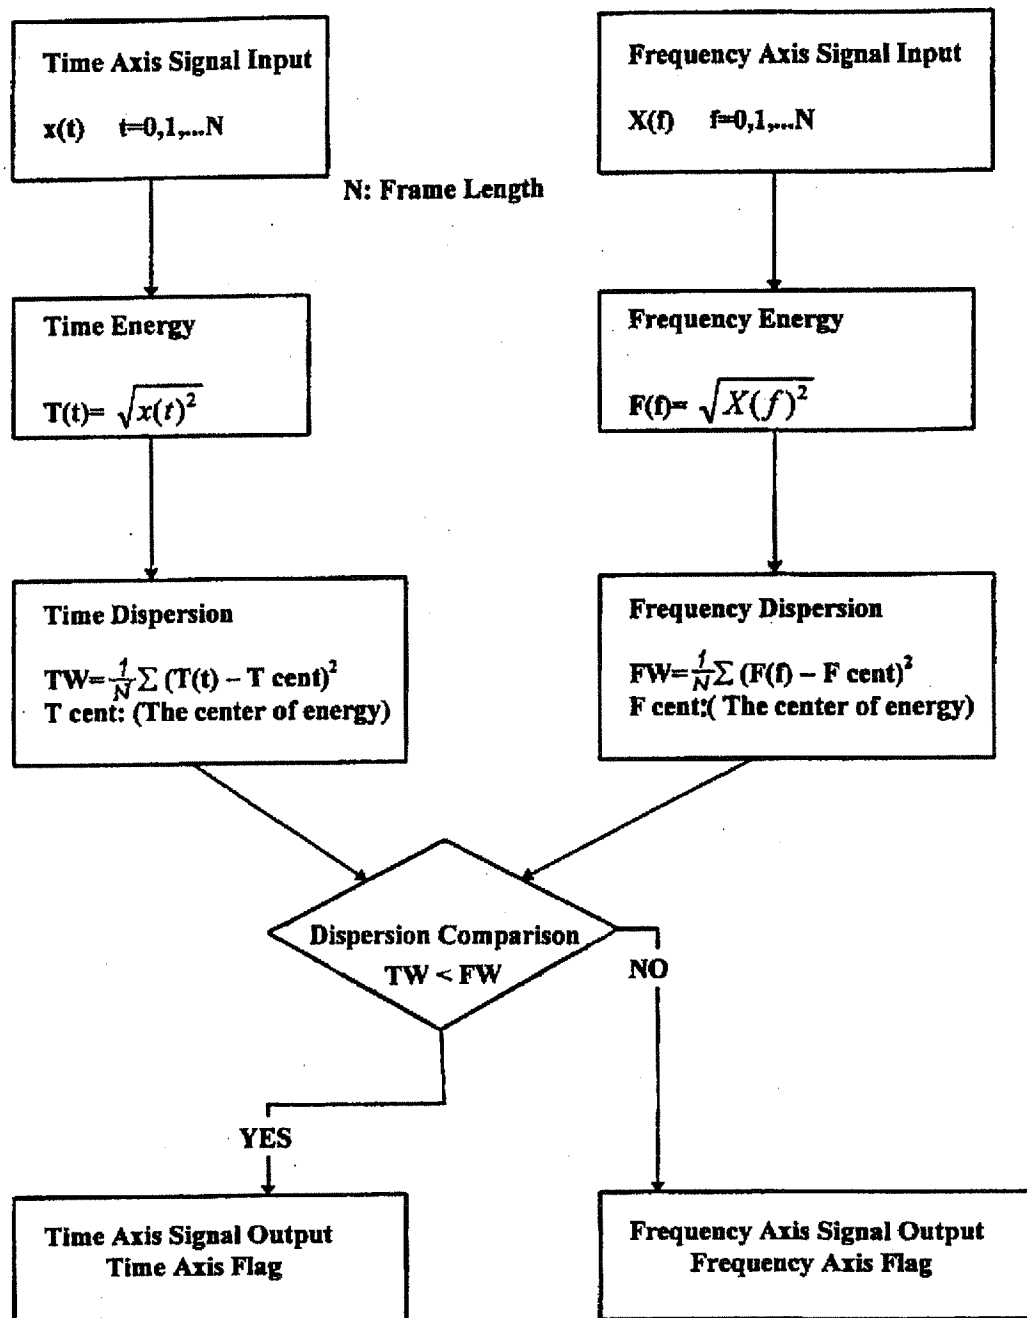 Time Axis Signal Input
x(t) t=0,1,...N
Frequency Axis Signal Input
X(f) f=0,1,...N
N: Frame Length
Time Energy
T(t)= √x(t)²
Frequency Energy
F(f)= √X(f)²
Time Dispersion
TW=1/N Σ (T(t) – T cent)²
T cent: (The center of energy)
Frequency Dispersion
FW=1/N Σ (F(f) – F cent)²
F cent:( The center of energy)
Dispersion Comparison
TW < FW
NO
YES
Time Axis Signal Output
Time Axis Flag
Frequency Axis Signal Output
Frequency Axis Flag